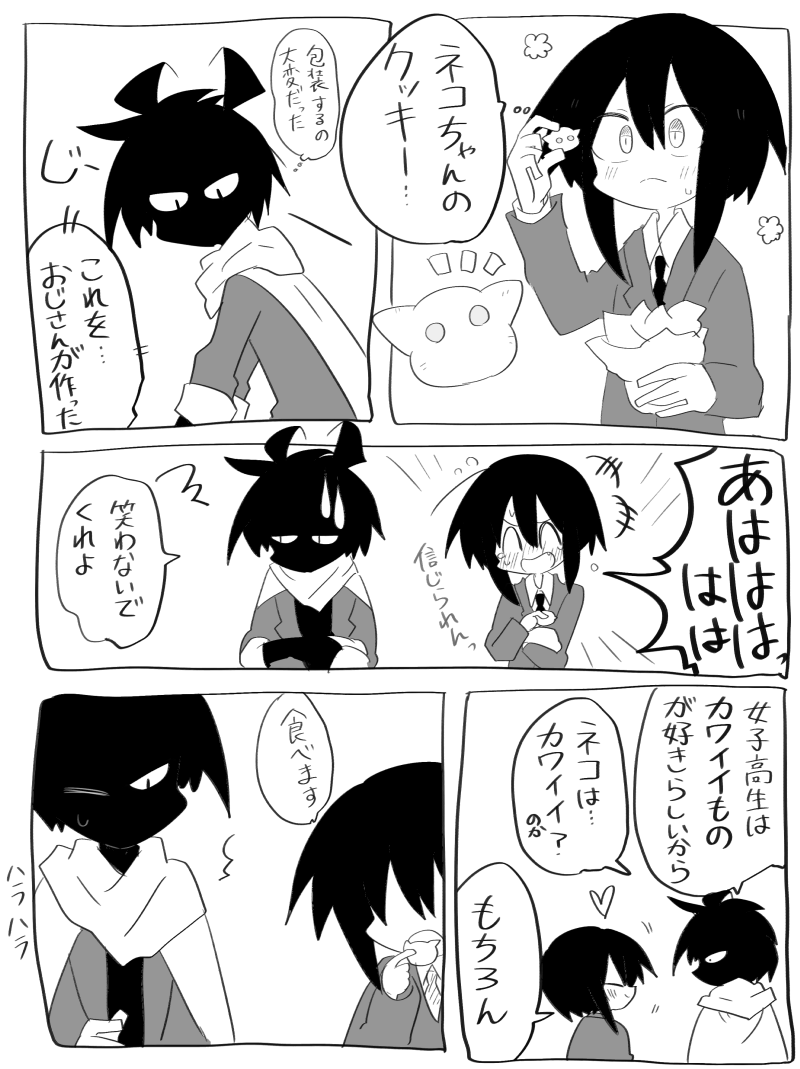 ネコちゃんの
クッキー…
包装するの
大変だった
じー
これを…
おじさんが作った
あははは
はは
信じられんっ
笑わないで
くれよ
女子高生は
カワイイもの
が好きらしいから
ネコは…
カワイイ?
のか
もちろん
食べます
ハラハラ